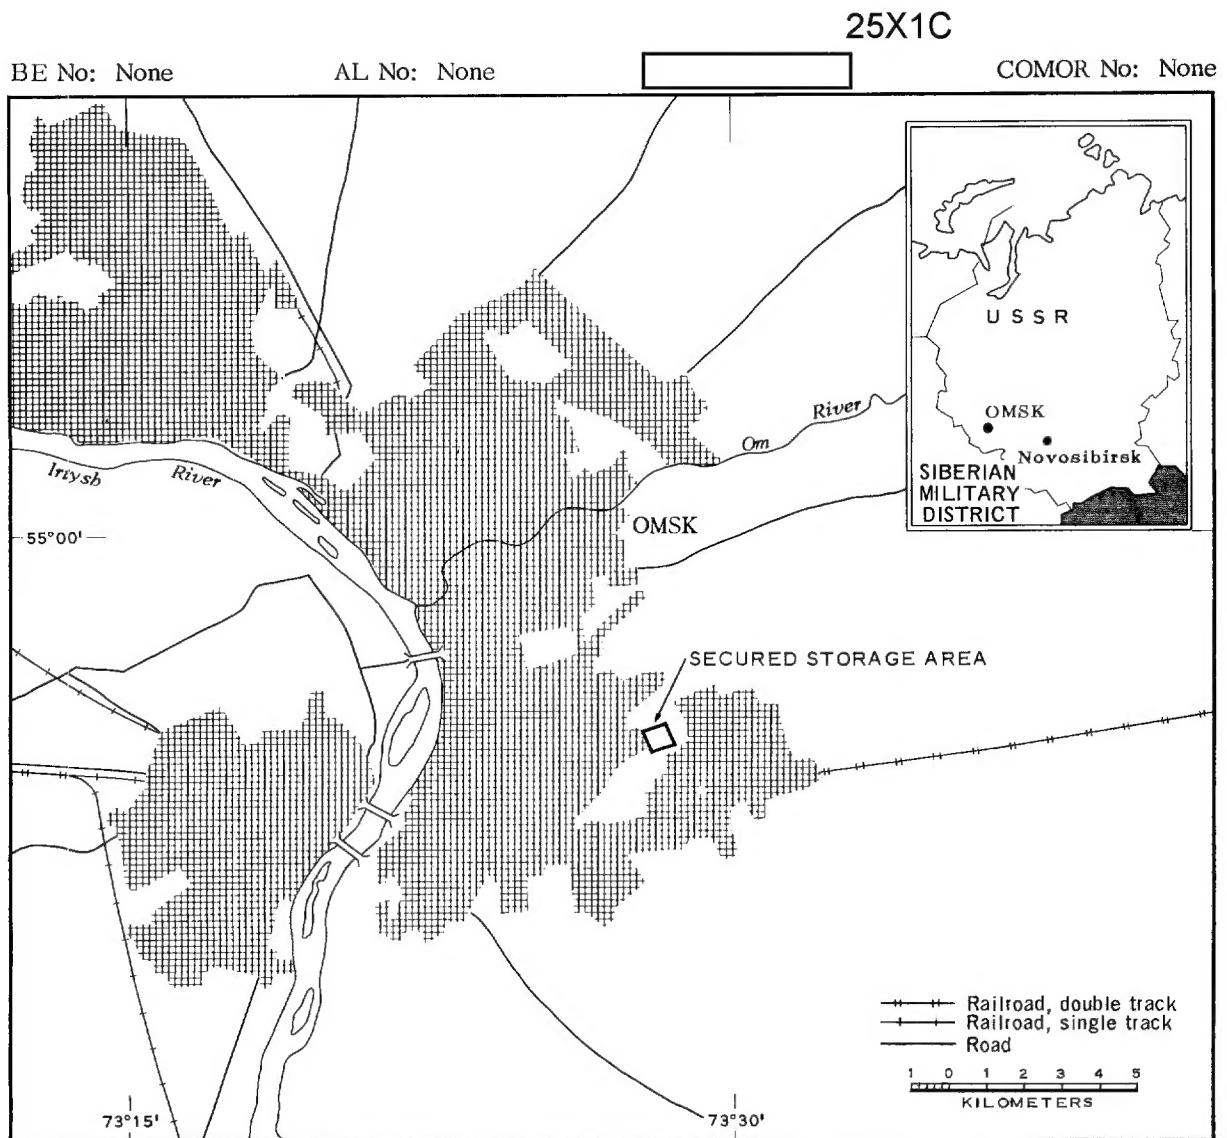 25X1C
BE No: None AL No: None COMOR No: None
USSR
OMSK
Novosibirsk
SIBERIAN
MILITARY
DISTRICT
River
Om
Irtysh River
OMSK
55°00'
SECURED STORAGE AREA
Railroad, double track
Railroad, single track
Road
1 0 1 2 3 4 5
KILOMETERS
73°15' 73°30'